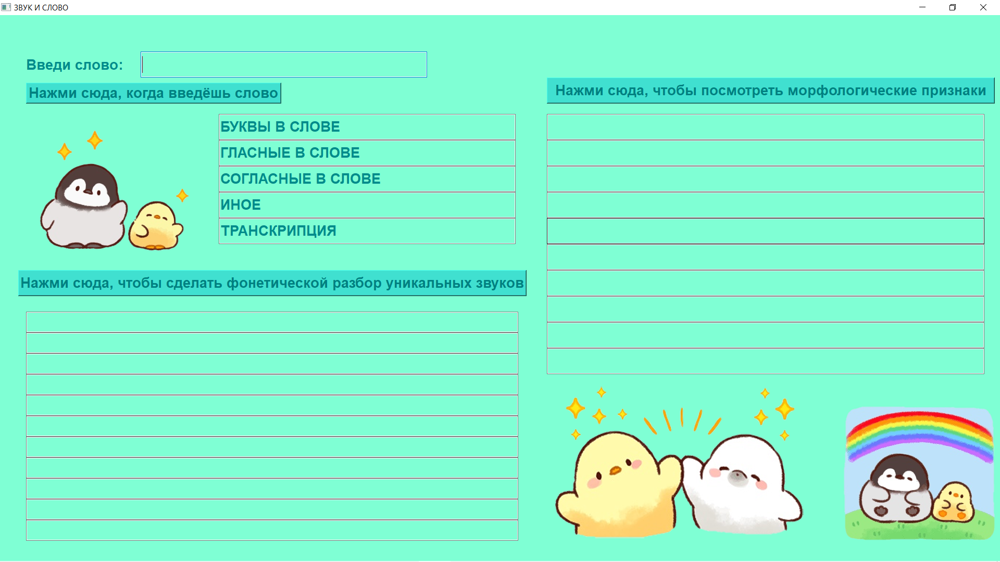 ЗВУК И СЛОВО
Введи слово:
Нажми сюда, когда введёшь слово
БУКВЫ В СЛОВЕ
ГЛАСНЫЕ В СЛОВЕ
СОГЛАСНЫЕ В СЛОВЕ
ИНОЕ
ТРАНСКРИПЦИЯ
Нажми сюда, чтобы сделать фонетической разбор уникальных звуков
Нажми сюда, чтобы посмотреть морфологические признаки